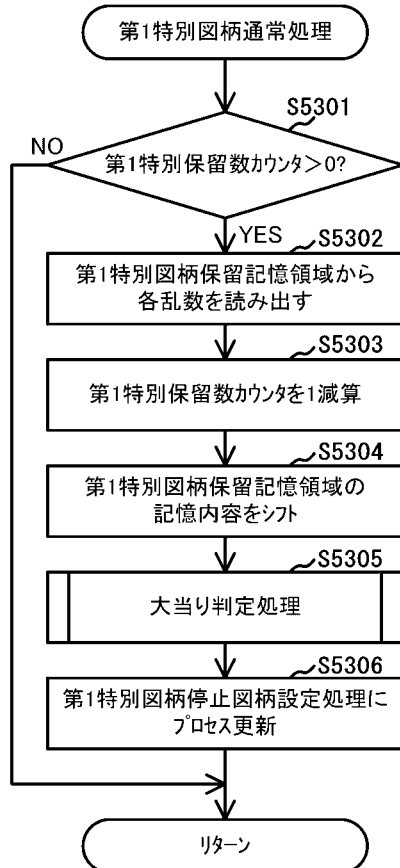 第1特別図柄通常処理
S5301
第1特別保留数カウンタ>0?
NO
YES
S5302
第1特別図柄保留記憶領域から
各乱数を読み出す
S5303
第1特別保留数カウンタを1減算
S5304
第1特別図柄保留記憶領域の
記憶内容をシフト
S5305
大当り判定処理
S5306
第1特別図柄停止図柄設定処理に
プロセス更新
リターン